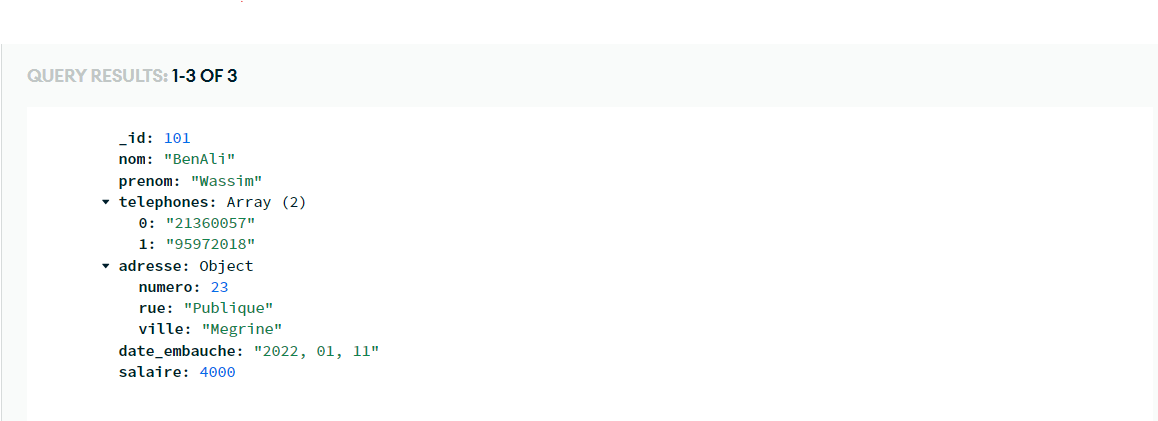 QUERY RESULTS: 1-3 OF 3
_id: 101
nom: "BenAli"
prenom: "Wassim"
telephones: Array (2)
0: "21360057"
1: "95972018"
adresse: Object
numero: 23
rue: "Publique"
ville: "Megrine"
date_embauche: "2022, 01, 11"
salaire: 4000